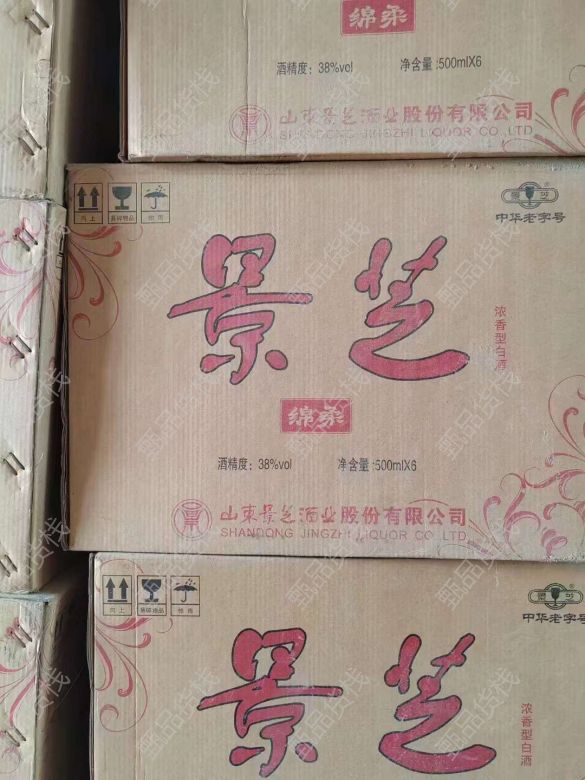 绵柔
酒精度：38%vol 净含量：500mlX6
山东景芝酒业股份有限公司
SHANDONG JINGZHI LIQUOR CO.,LTD
向上 易碎物品 怕雨
景芝
中华老字号
景芝
浓香型白酒
绵柔
酒精度：38%vol 净含量：500mlX6
山东景芝酒业股份有限公司
SHANDONG JINGZHI LIQUOR CO.,LTD
向上 易碎物品 怕雨
景芝
中华老字号
景芝
浓香型白酒
甄品货栈